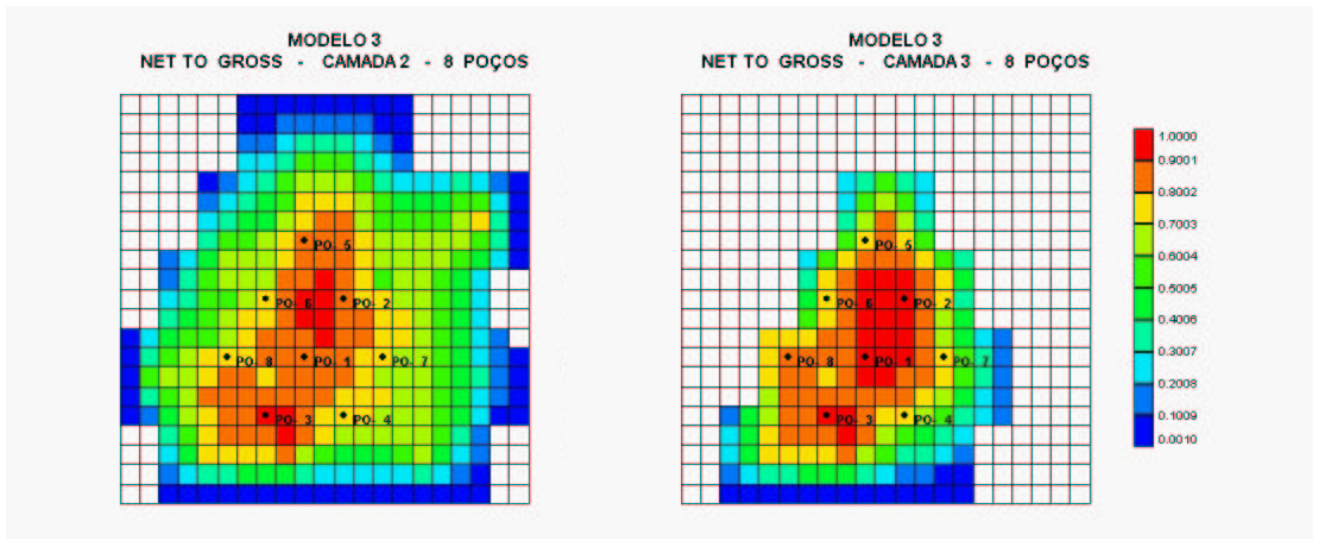 MODELO 3
NET TO GROSS - CAMADA 2 - 8 POÇOS
PO- 5
PO- 6
PO- 2
PO- 8
PO- 1
PO- 7
PO- 3
PO- 4
MODELO 3
NET TO GROSS - CAMADA 3 - 8 POÇOS
PO- 5
PO- 6
PO- 2
PO- 8
PO- 1
PO- 7
PO- 3
PO- 4
1.0000
0.9001
0.8002
0.7003
0.6004
0.5005
0.4006
0.3007
0.2008
0.1009
0.0010